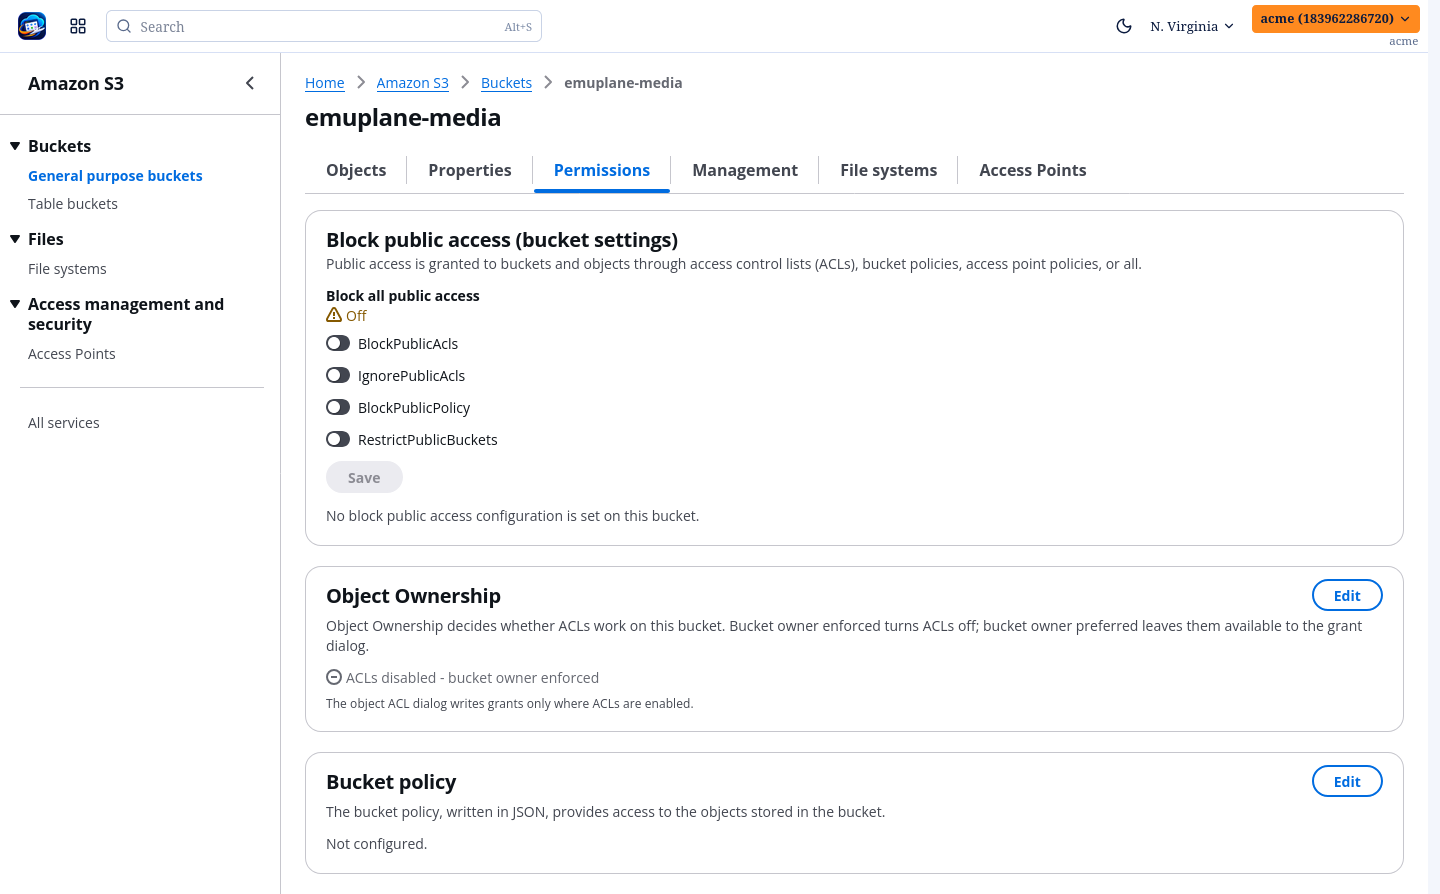 Search
Alt+S
N. Virginia
acme (183962286720)
acme
Amazon S3
Buckets
General purpose buckets
Table buckets
Files
File systems
Access management and
security
Access Points
All services
Home
Amazon S3
Buckets
emuplane-media
emuplane-media
Objects
Properties
Permissions
Management
File systems
Access Points
Block public access (bucket settings)
Public access is granted to buckets and objects through access control lists (ACLs), bucket policies, access point policies, or all.
Block all public access
Off
BlockPublicAcls
IgnorePublicAcls
BlockPublicPolicy
RestrictPublicBuckets
Save
No block public access configuration is set on this bucket.
Object Ownership
Edit
Object Ownership decides whether ACLs work on this bucket. Bucket owner enforced turns ACLs off; bucket owner preferred leaves them available to the grant
dialog.
ACLs disabled - bucket owner enforced
The object ACL dialog writes grants only where ACLs are enabled.
Bucket policy
Edit
The bucket policy, written in JSON, provides access to the objects stored in the bucket.
Not configured.